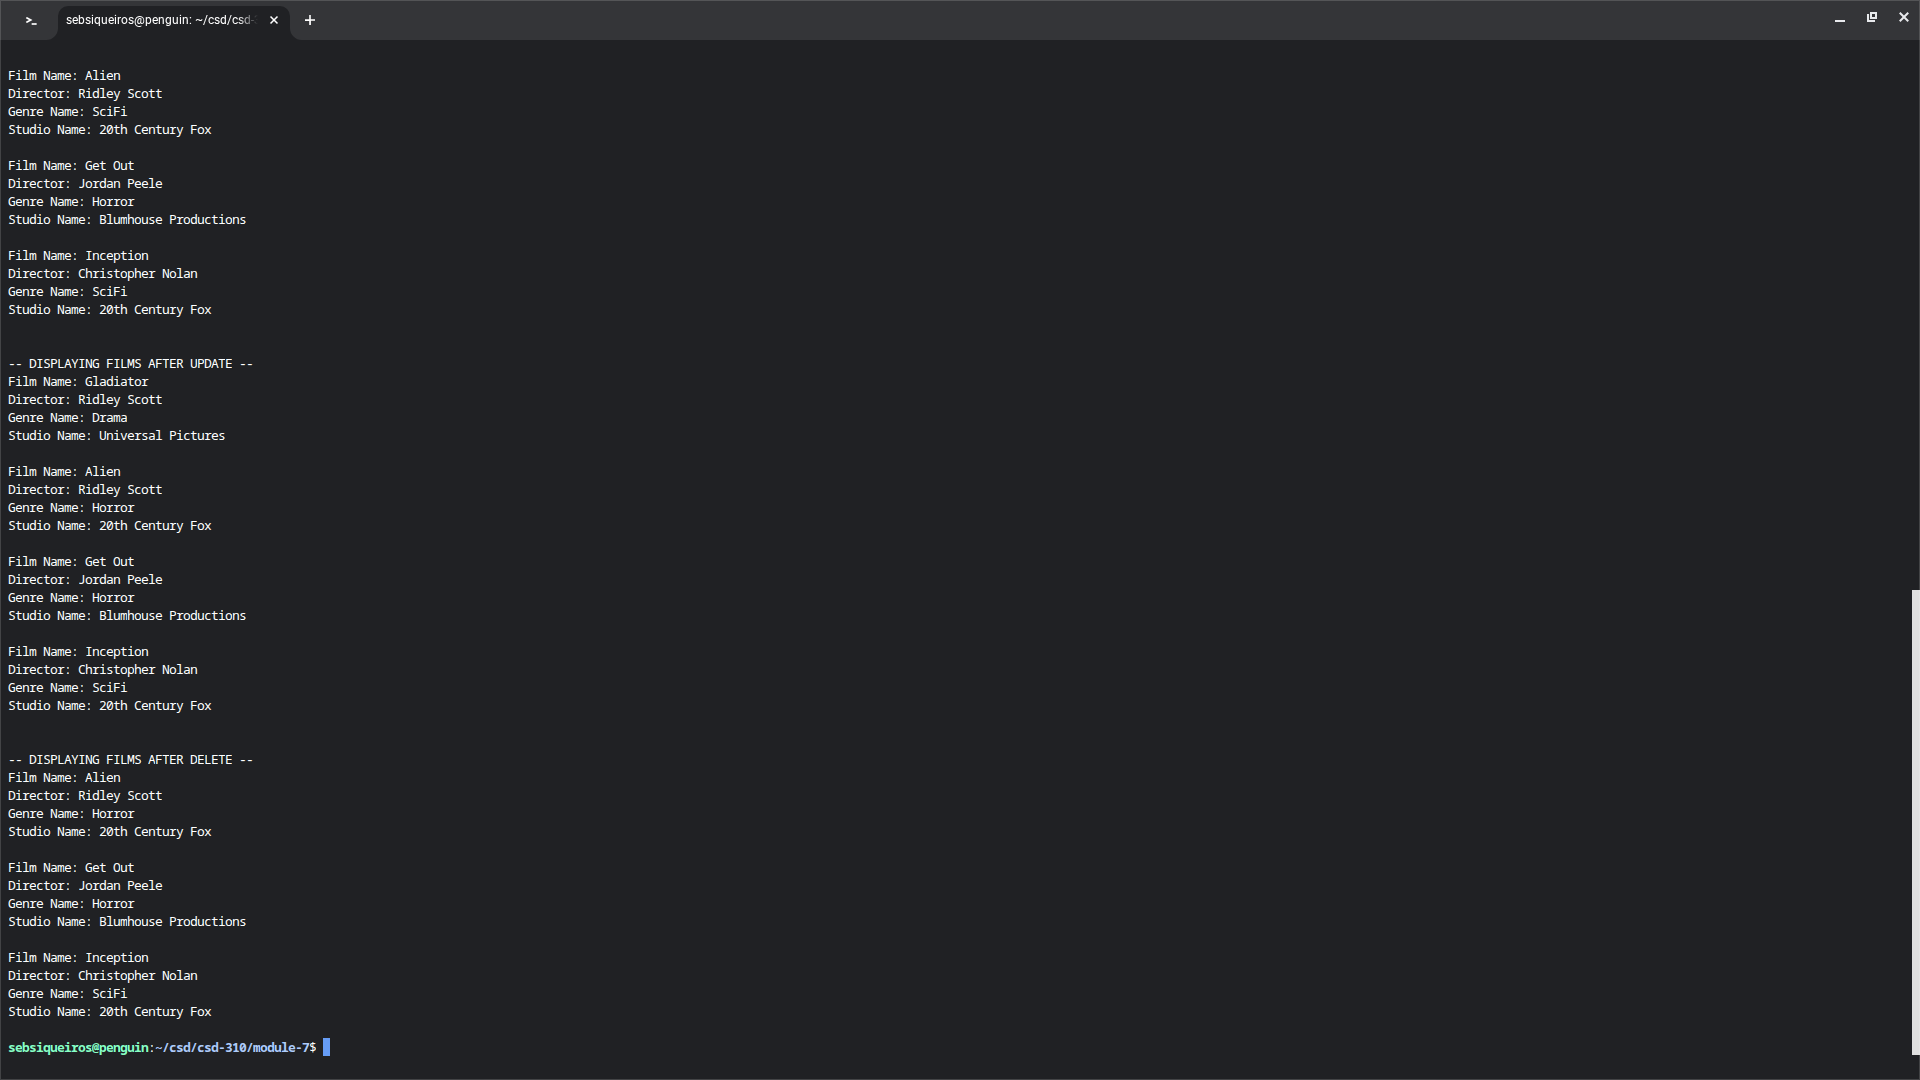 sebsiqueiros@penguin: ~/csd/csd-
Film Name: Alien
Director: Ridley Scott
Genre Name: SciFi
Studio Name: 20th Century Fox
Film Name: Get Out
Director: Jordan Peele
Genre Name: Horror
Studio Name: Blumhouse Productions
Film Name: Inception
Director: Christopher Nolan
Genre Name: SciFi
Studio Name: 20th Century Fox
-- DISPLAYING FILMS AFTER UPDATE --
Film Name: Gladiator
Director: Ridley Scott
Genre Name: Drama
Studio Name: Universal Pictures
Film Name: Alien
Director: Ridley Scott
Genre Name: Horror
Studio Name: 20th Century Fox
Film Name: Get Out
Director: Jordan Peele
Genre Name: Horror
Studio Name: Blumhouse Productions
Film Name: Inception
Director: Christopher Nolan
Genre Name: SciFi
Studio Name: 20th Century Fox
-- DISPLAYING FILMS AFTER DELETE --
Film Name: Alien
Director: Ridley Scott
Genre Name: Horror
Studio Name: 20th Century Fox
Film Name: Get Out
Director: Jordan Peele
Genre Name: Horror
Studio Name: Blumhouse Productions
Film Name: Inception
Director: Christopher Nolan
Genre Name: SciFi
Studio Name: 20th Century Fox
sebsiqueiros@penguin:~/csd/csd-310/module-7$